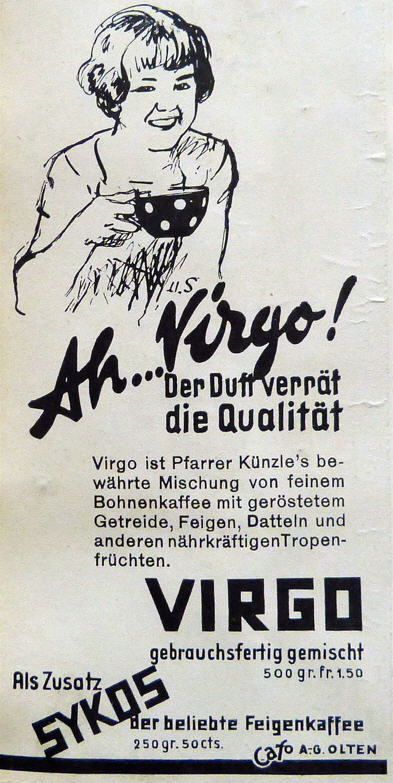 U.S
Ah... Virgo!
Der Duft verrät
die Qualität
Virgo ist Pfarrer Künzle's be-
währte Mischung von feinem
Bohnenkaffee mit geröstetem
Getreide, Feigen, Datteln und
anderen nährkräftigen Tropen-
früchten.
VIRGO
gebrauchsfertig gemischt
500 gr. fr. 1.50
Als Zusatz
SYKOS
der beliebte Feigenkaffee
250 gr. 50 cts.
Cafo A.-G. OLTEN